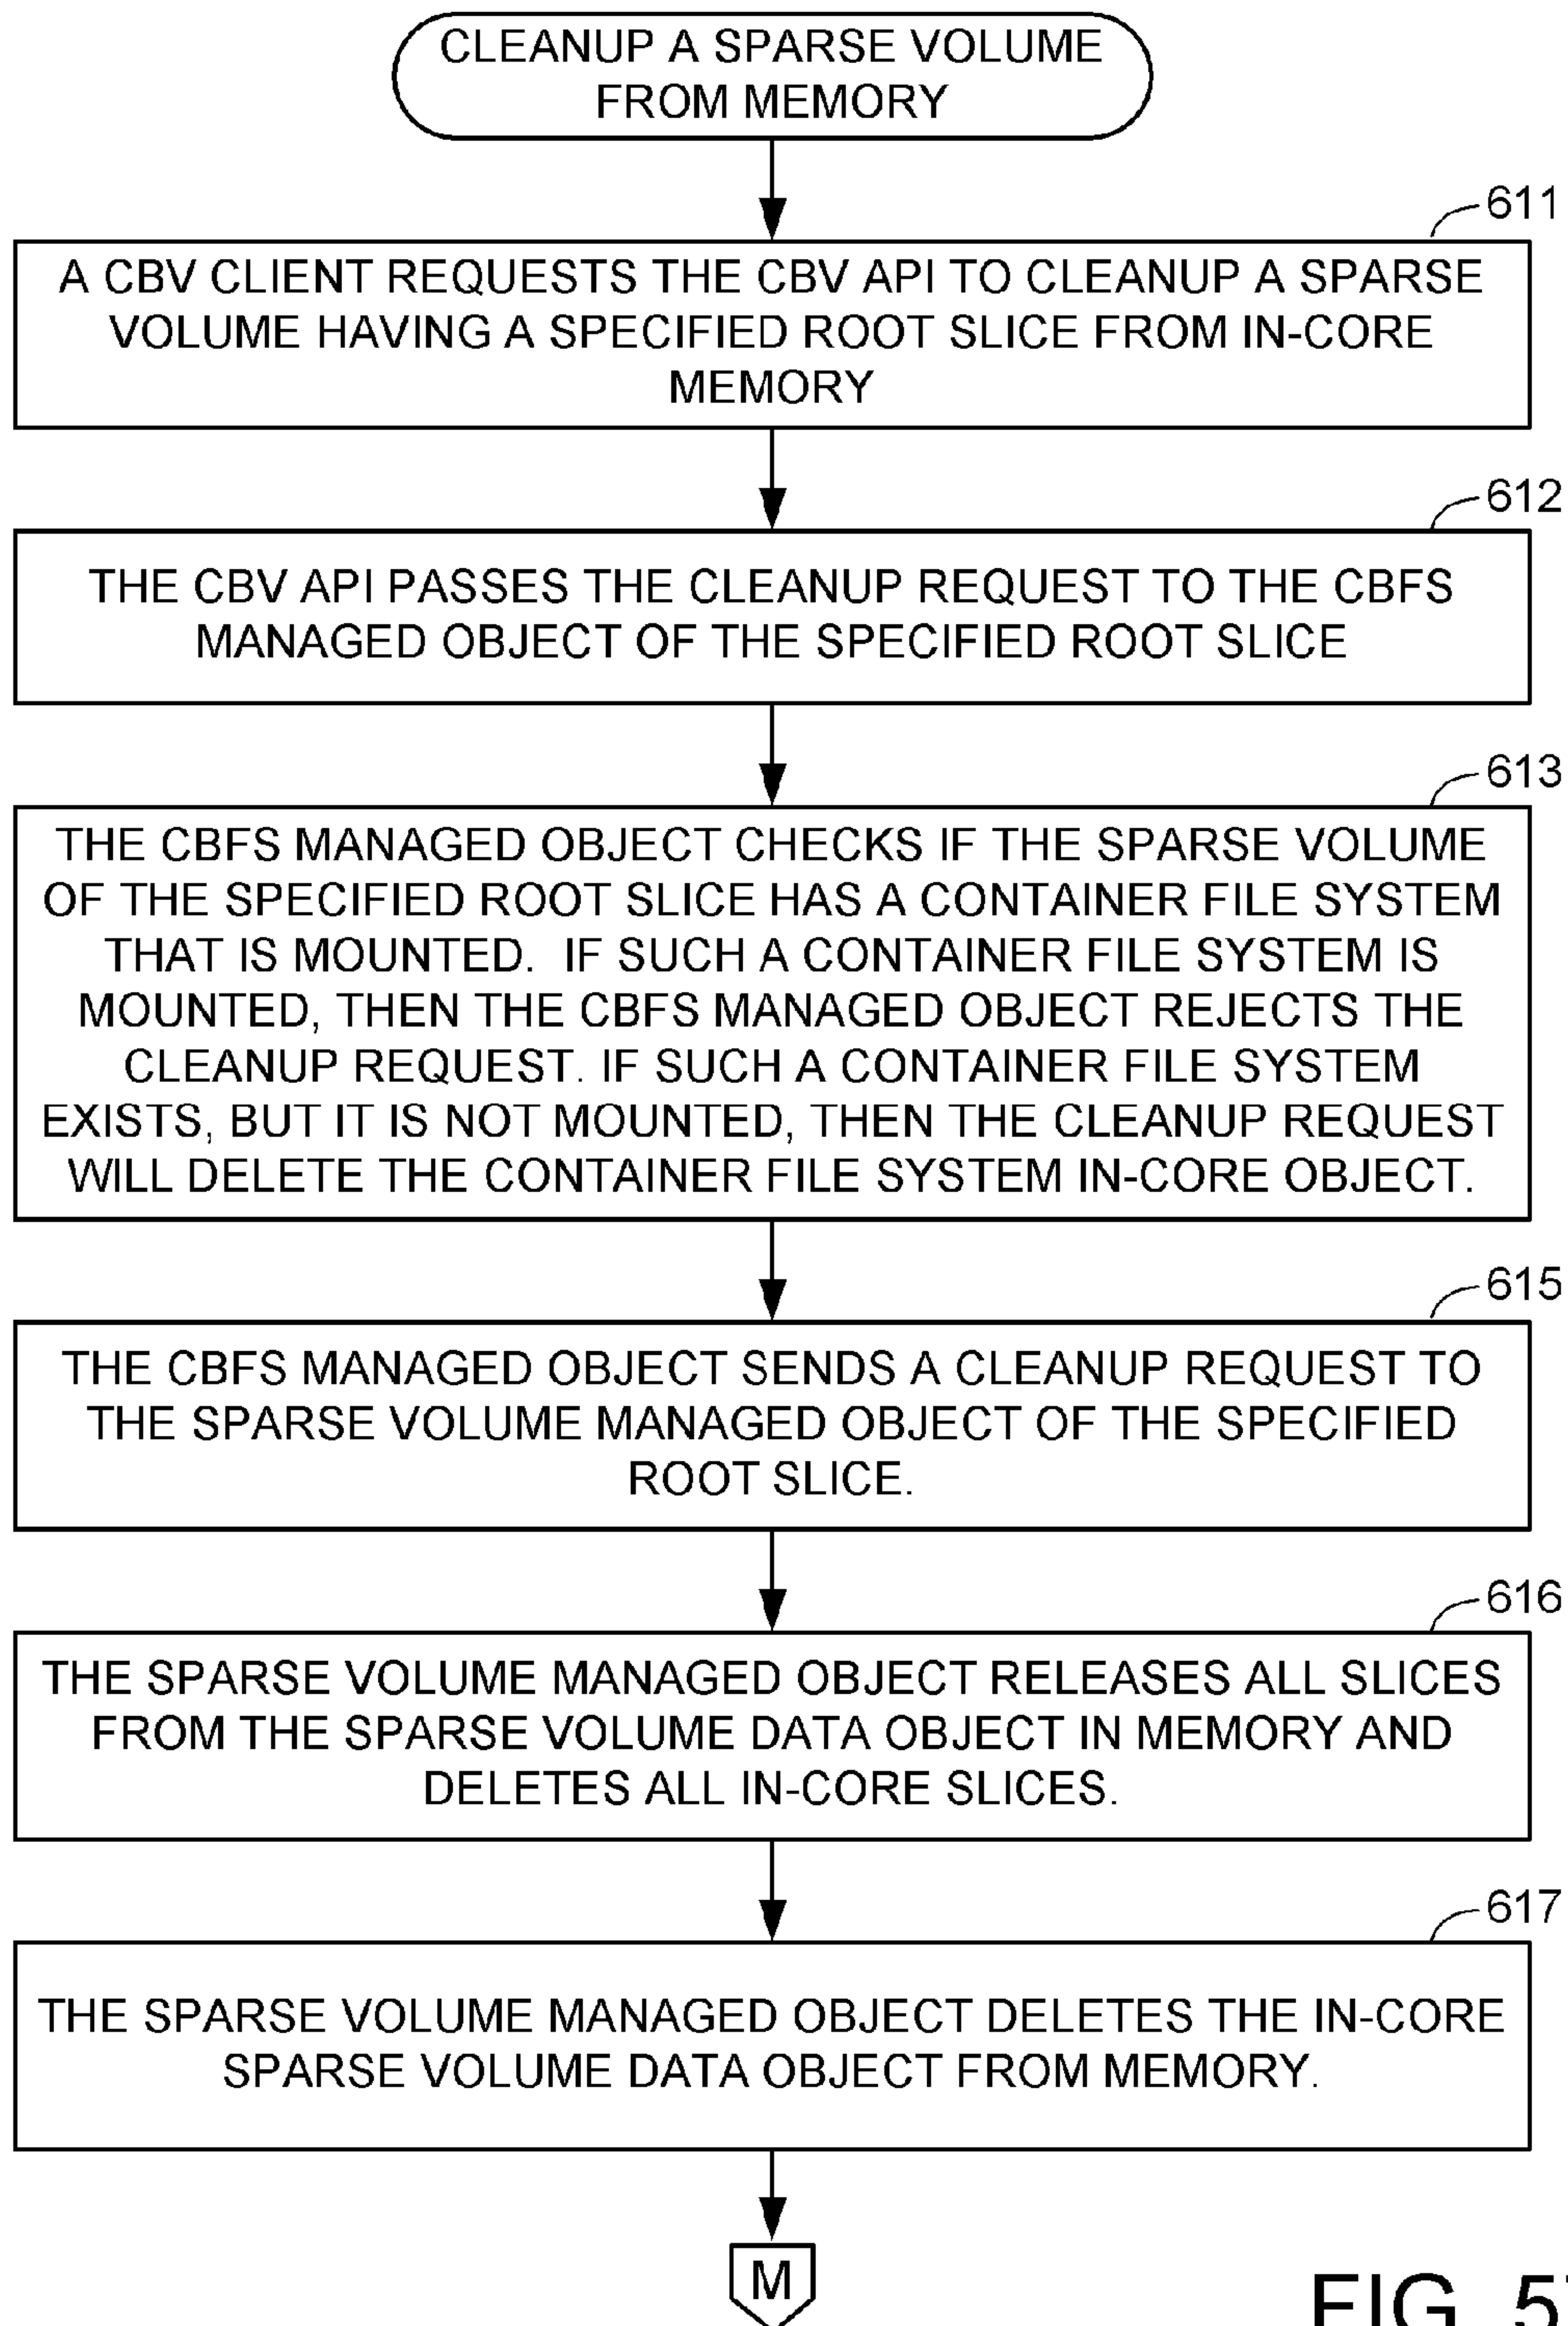 CLEANUP A SPARSE VOLUME
FROM MEMORY
611
A CBV CLIENT REQUESTS THE CBV API TO CLEANUP A SPARSE
VOLUME HAVING A SPECIFIED ROOT SLICE FROM IN-CORE
MEMORY
612
THE CBV API PASSES THE CLEANUP REQUEST TO THE CBFS
MANAGED OBJECT OF THE SPECIFIED ROOT SLICE
613
THE CBFS MANAGED OBJECT CHECKS IF THE SPARSE VOLUME
OF THE SPECIFIED ROOT SLICE HAS A CONTAINER FILE SYSTEM
THAT IS MOUNTED. IF SUCH A CONTAINER FILE SYSTEM IS
MOUNTED, THEN THE CBFS MANAGED OBJECT REJECTS THE
CLEANUP REQUEST. IF SUCH A CONTAINER FILE SYSTEM
EXISTS, BUT IT IS NOT MOUNTED, THEN THE CLEANUP REQUEST
WILL DELETE THE CONTAINER FILE SYSTEM IN-CORE OBJECT.
615
THE CBFS MANAGED OBJECT SENDS A CLEANUP REQUEST TO
THE SPARSE VOLUME MANAGED OBJECT OF THE SPECIFIED
ROOT SLICE.
616
THE SPARSE VOLUME MANAGED OBJECT RELEASES ALL SLICES
FROM THE SPARSE VOLUME DATA OBJECT IN MEMORY AND
DELETES ALL IN-CORE SLICES.
617
THE SPARSE VOLUME MANAGED OBJECT DELETES THE IN-CORE
SPARSE VOLUME DATA OBJECT FROM MEMORY.
M
FIG. 5